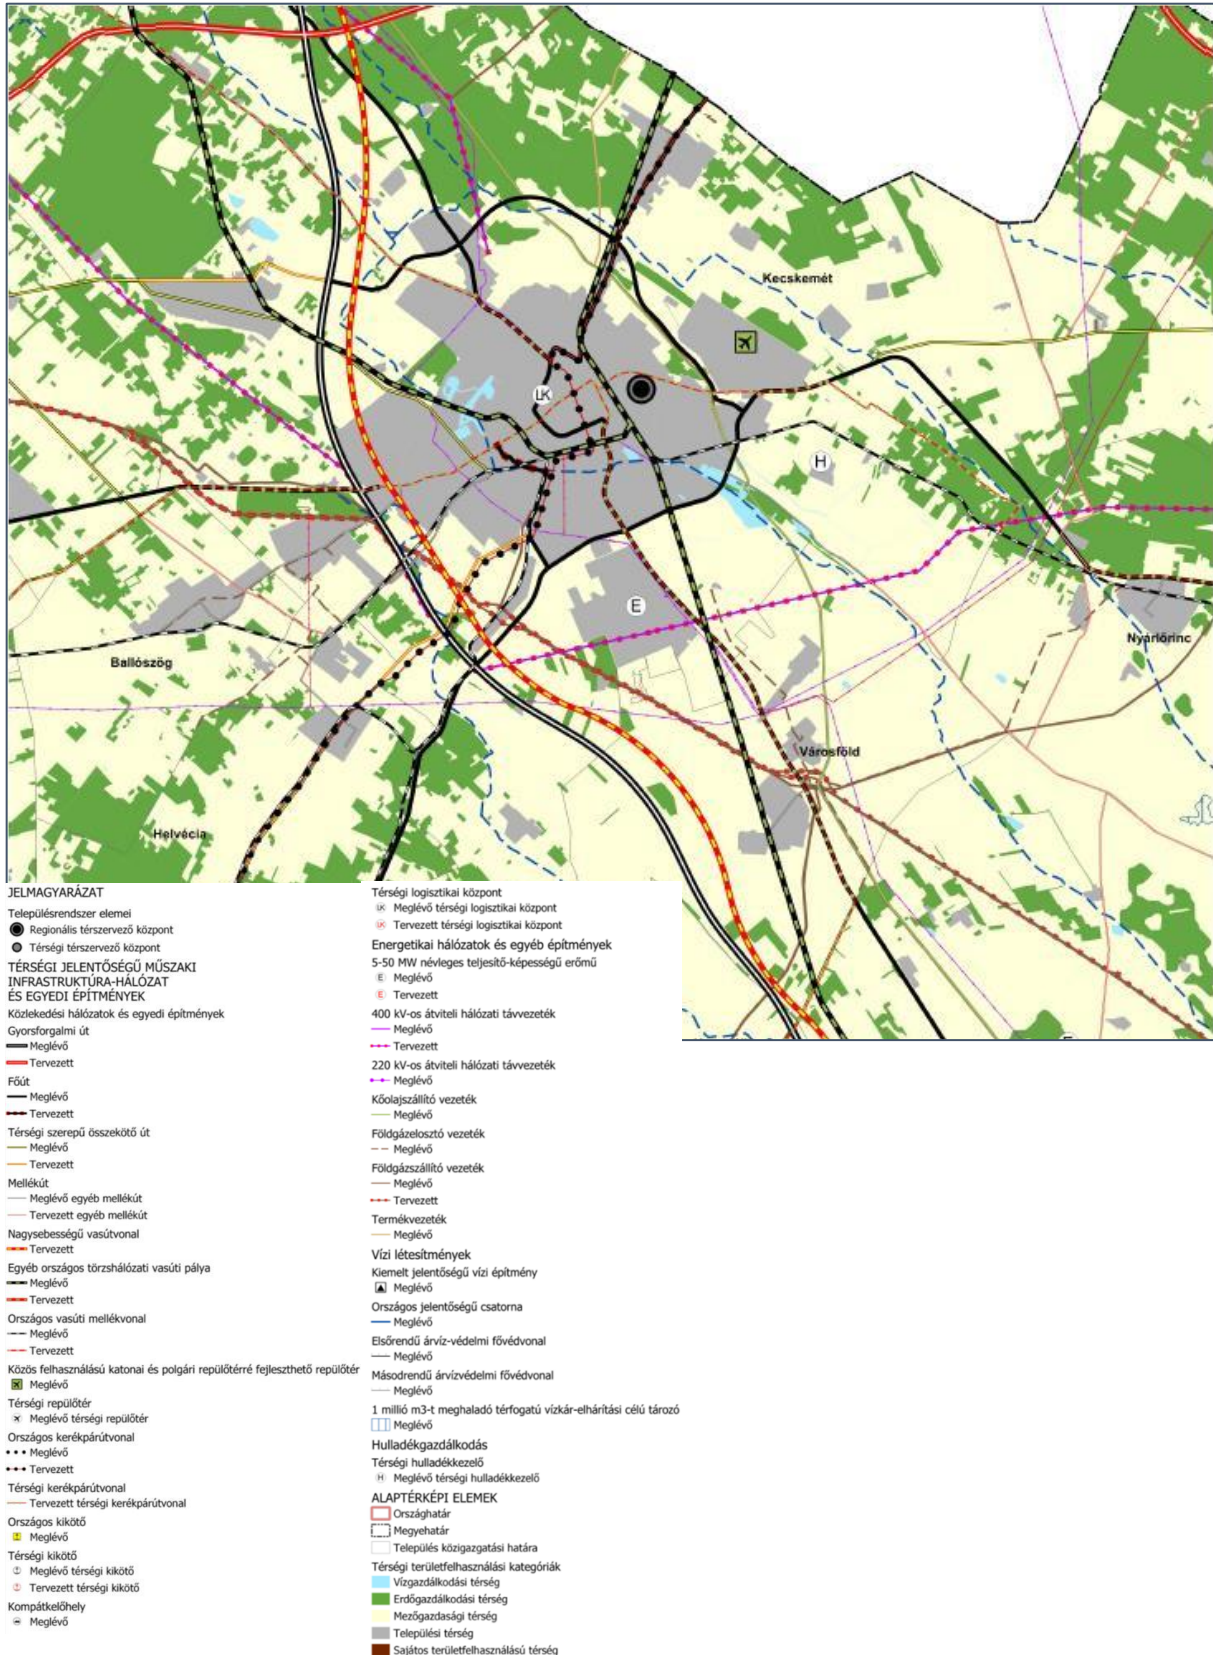 Kecskemét
LK
H
E
Nyárlőrinc
Ballószög
Városföld
Helvécia
JELMAGYARÁZAT
Településrendszer elemei
Regionális térszervező központ
Térségi térszervező központ
TÉRSÉGI JELENTŐSÉGŰ MŰSZAKI
INFRASTRUKTÚRA-HÁLÓZAT
ÉS EGYEDI ÉPÍTMÉNYEK
Közlekedési hálózatok és egyedi építmények
Gyorsforgalmi út
Meglévő
Tervezett
Főút
Meglévő
Tervezett
Térségi szerepű összekötő út
Meglévő
Tervezett
Mellékút
Meglévő egyéb mellékút
Tervezett egyéb mellékút
Nagysebességű vasútvonal
Tervezett
Egyéb országos törzshálózati vasúti pálya
Meglévő
Tervezett
Országos vasúti mellékvonal
Meglévő
Tervezett
Közös felhasználású katonai és polgári repülőtérré fejleszthető repülőtér
Meglévő
Térségi repülőtér
Meglévő térségi repülőtér
Országos kerékpárútvonal
Meglévő
Tervezett
Térségi kerékpárútvonal
Tervezett térségi kerékpárútvonal
Országos kikötő
Meglévő
Térségi kikötő
Meglévő térségi kikötő
Tervezett térségi kikötő
Kompátkelőhely
Meglévő
Térségi logisztikai központ
LK Meglévő térségi logisztikai központ
LK Tervezett térségi logisztikai központ
Energetikai hálózatok és egyéb építmények
5-50 MW névleges teljesítő-képességű erőmű
E Meglévő
E Tervezett
400 kV-os átviteli hálózati távvezeték
Meglévő
Tervezett
220 kV-os átviteli hálózati távvezeték
Meglévő
Kőolajszállító vezeték
Meglévő
Földgázelosztó vezeték
Meglévő
Földgázszállító vezeték
Meglévő
Tervezett
Termékvezeték
Meglévő
Vízi létesítmények
Kiemelt jelentőségű vízi építmény
Meglévő
Országos jelentőségű csatorna
Meglévő
Elsőrendű árvíz-védelmi fővédvonal
Meglévő
Másodrendű árvízvédelmi fővédvonal
Meglévő
1 millió m3-t meghaladó térfogatú vízkár-elhárítási célú tározó
Meglévő
Hulladékgazdálkodás
Térségi hulladékkezelő
H Meglévő térségi hulladékkezelő
ALAPTÉRKÉPI ELEMEK
Országhatár
Megyehatár
Település közigazgatási határa
Térségi területfelhasználási kategóriák
Vízgazdálkodási térség
Erdőgazdálkodási térség
Mezőgazdasági térség
Települési térség
Sajátos területfelhasználású térség